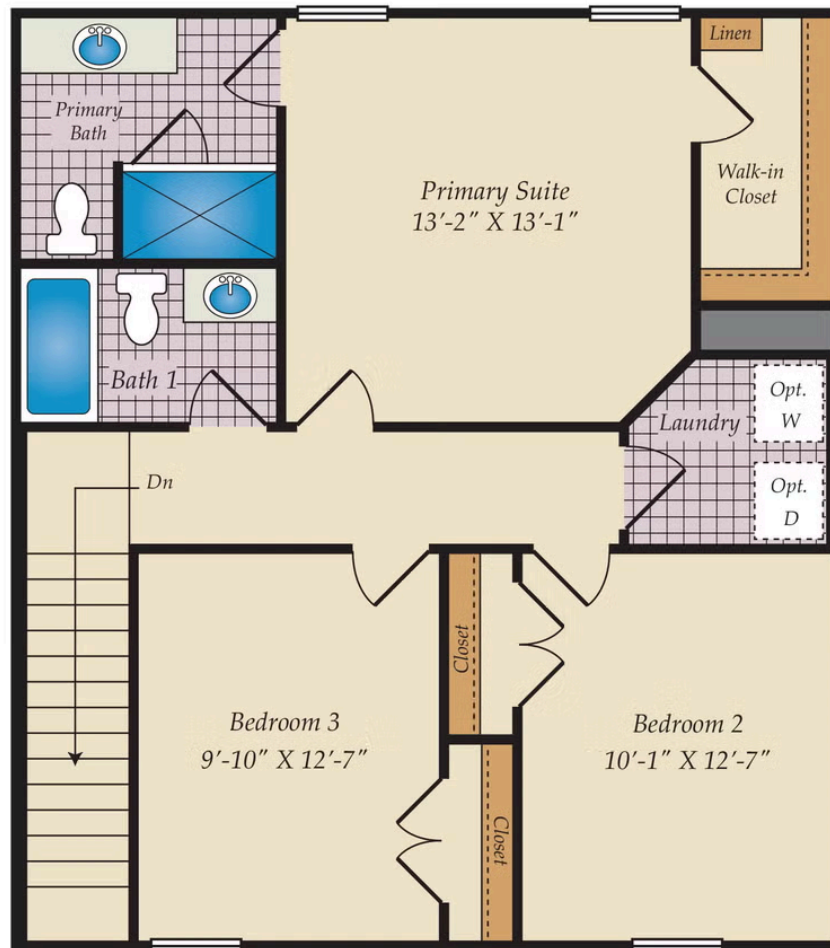 Linen
Primary
Bath
Primary Suite
13'-2" X 13'-1"
Walk-in
Closet
Bath 1
Laundry
Opt.
W
Opt.
D
Dn
Closet
Bedroom 3
9'-10" X 12'-7"
Bedroom 2
10'-1" X 12'-7"
Closet